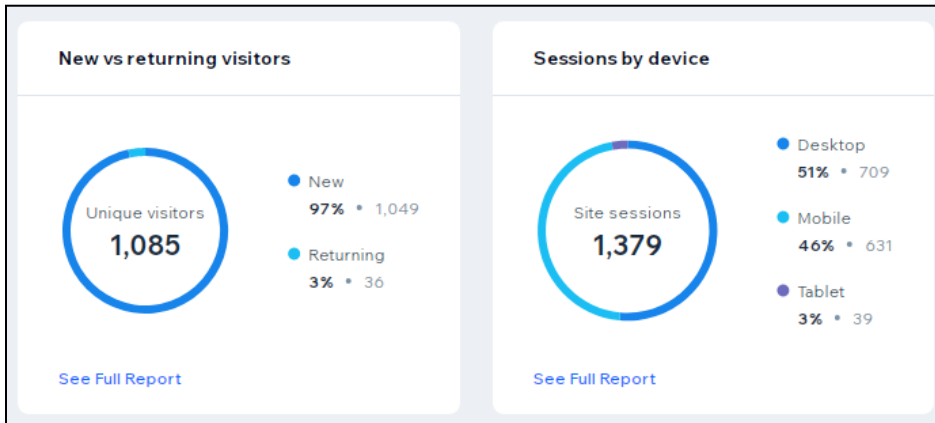 New vs returning visitors
Unique visitors
1,085
New
97% • 1,049
Returning
3% • 36
See Full Report
Sessions by device
Site sessions
1,379
Desktop
51% • 709
Mobile
46% • 631
Tablet
3% • 39
See Full Report